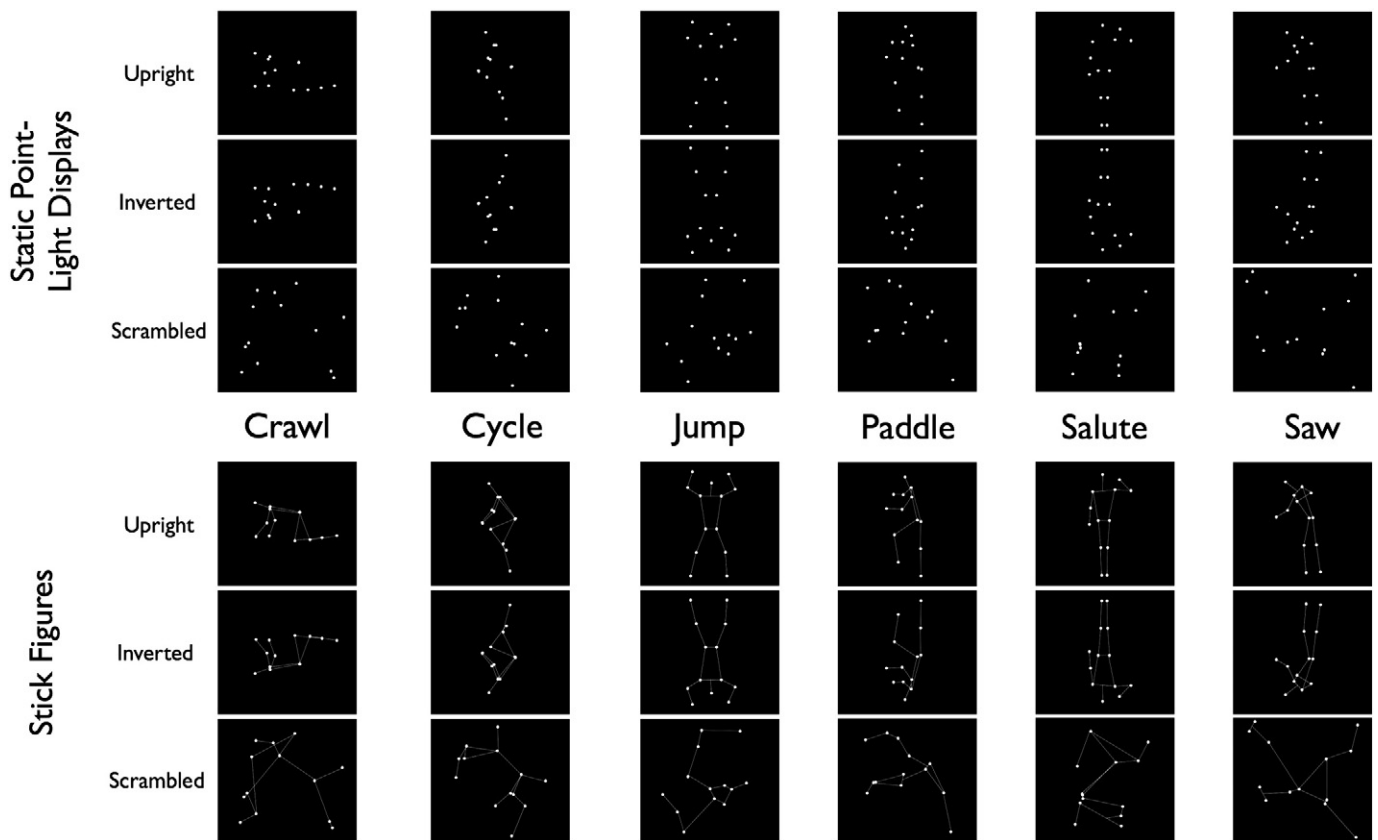 Static Point-
Light Displays
Upright
Inverted
Scrambled
Crawl
Cycle
Jump
Paddle
Salute
Saw
Stick Figures
Upright
Inverted
Scrambled